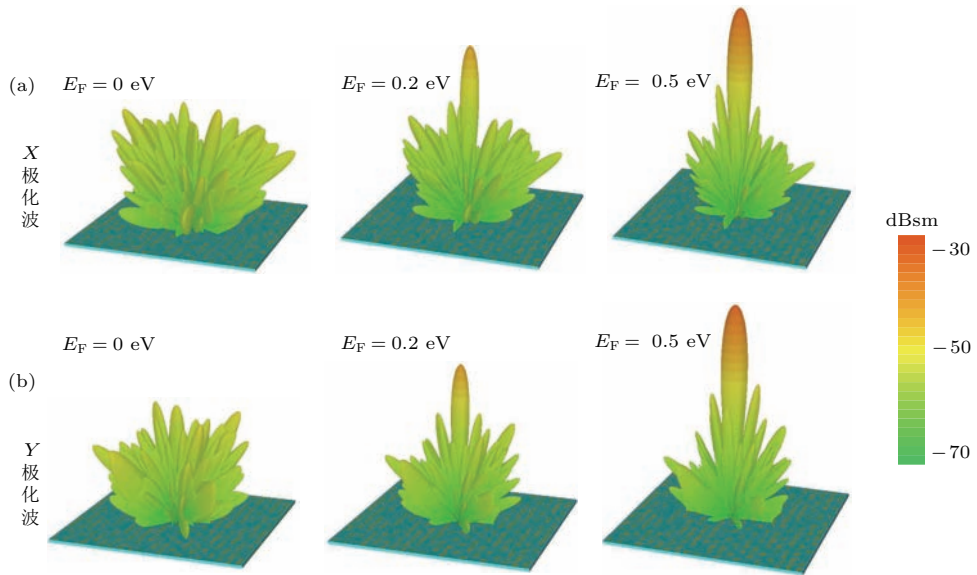 (a)
E_F = 0 eV
E_F = 0.2 eV
E_F = 0.5 eV
X
极
化
波
dBsm
−30
−50
−70
(b)
E_F = 0 eV
E_F = 0.2 eV
E_F = 0.5 eV
Y
极
化
波